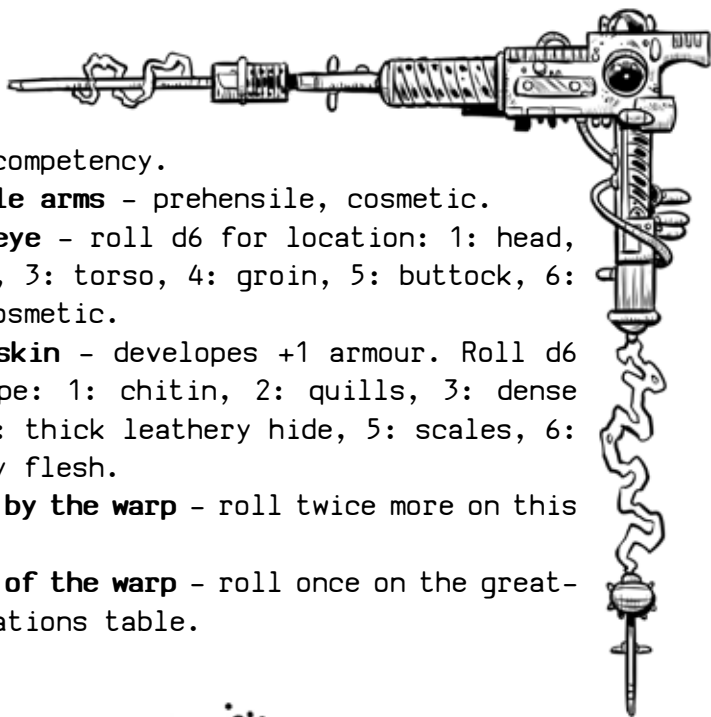 competency.
le arms – prehensile, cosmetic.
eye – roll d6 for location: 1: head,
, 3: torso, 4: groin, 5: buttock, 6:
osmetic.
skin – developes +1 armour. Roll d6
pe: 1: chitin, 2: quills, 3: dense
: thick leathery hide, 5: scales, 6:
y flesh.
by the warp – roll twice more on this
of the warp – roll once on the great-
ations table.